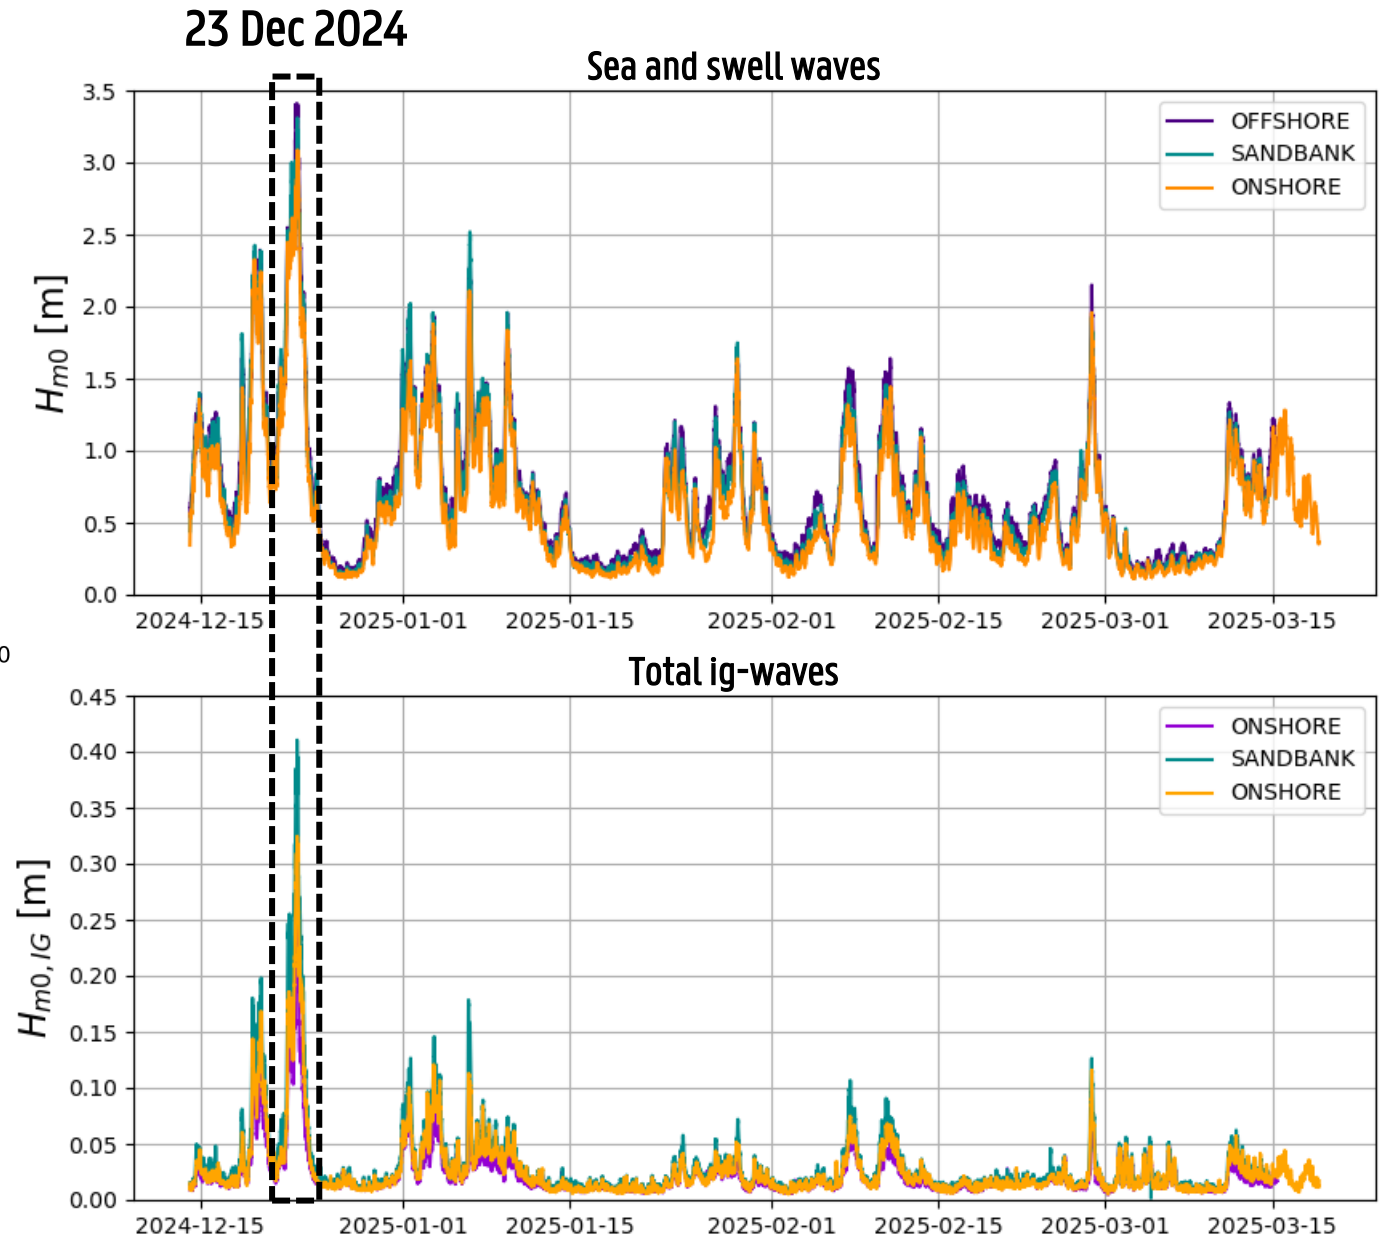 23 Dec 2024
Sea and swell waves
3.5
3.0
2.5
2.0
1.5
1.0
0.5
0.0
Hm0 [m]
OFFSHORE
SANDBANK
ONSHORE
2024-12-15 2025-01-01 2025-01-15 2025-02-01 2025-02-15 2025-03-01 2025-03-15
0
Total ig-waves
0.45
0.40
0.35
0.30
0.25
0.20
0.15
0.10
0.05
0.00
Hm0,IG [m]
ONSHORE
SANDBANK
ONSHORE
2024-12-15 2025-01-01 2025-01-15 2025-02-01 2025-02-15 2025-03-01 2025-03-15